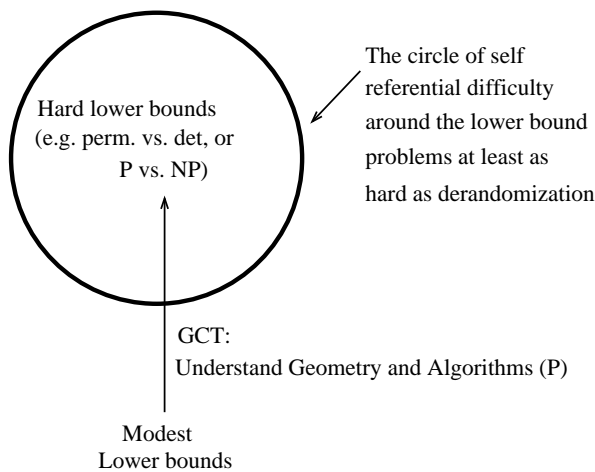 Hard lower bounds
(e.g. perm. vs. det, or
P vs. NP)
The circle of self
referential difficulty
around the lower bound
problems at least as
hard as derandomization
GCT:
Understand Geometry and Algorithms (P)
Modest
Lower bounds